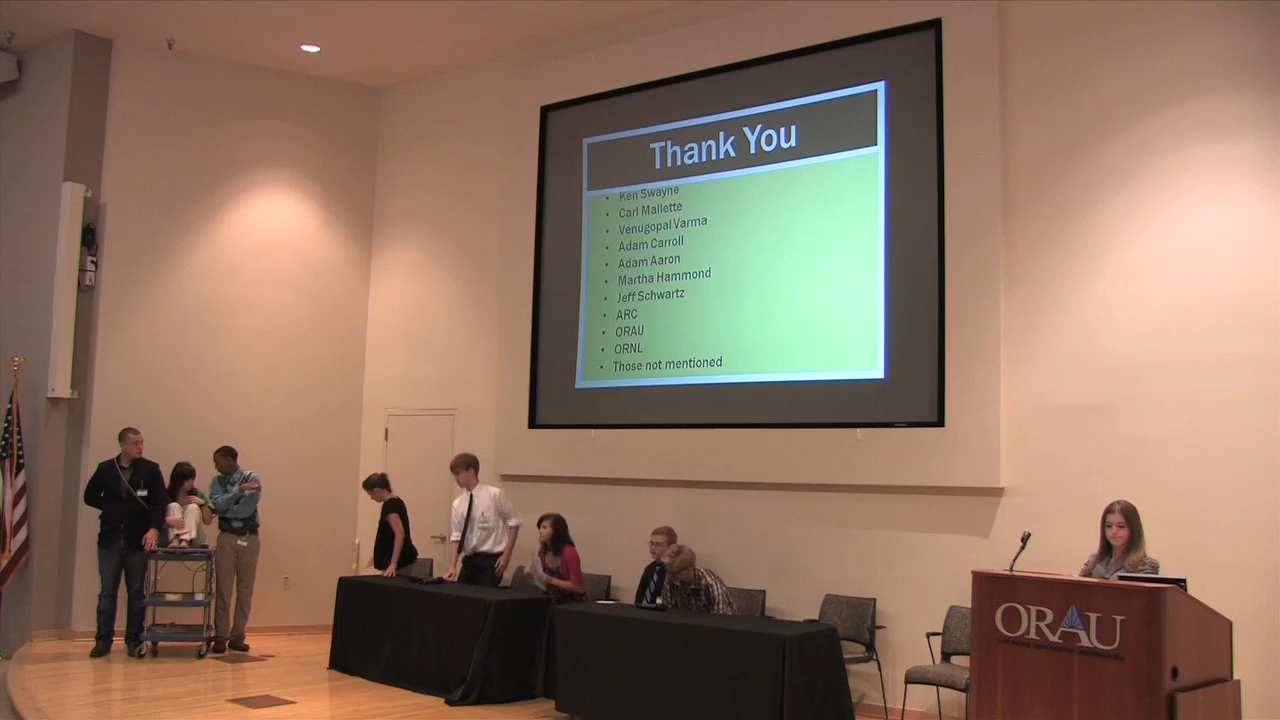 Thank You
• Ken Swayne
• Carl Mallette
• Venugopal Varma
• Adam Carroll
• Adam Aaron
• Martha Hammond
• Jeff Schwartz
• ARC
• ORAU
• ORNL
• Those not mentioned
ORAU